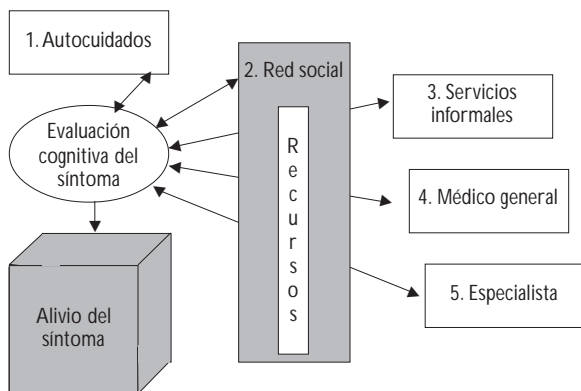 1. Autocuidados
2. Red social
3. Servicios
informales
Evaluación
cognitiva del
síntoma
Recursos
4. Médico general
5. Especialista
Alivio del
síntoma